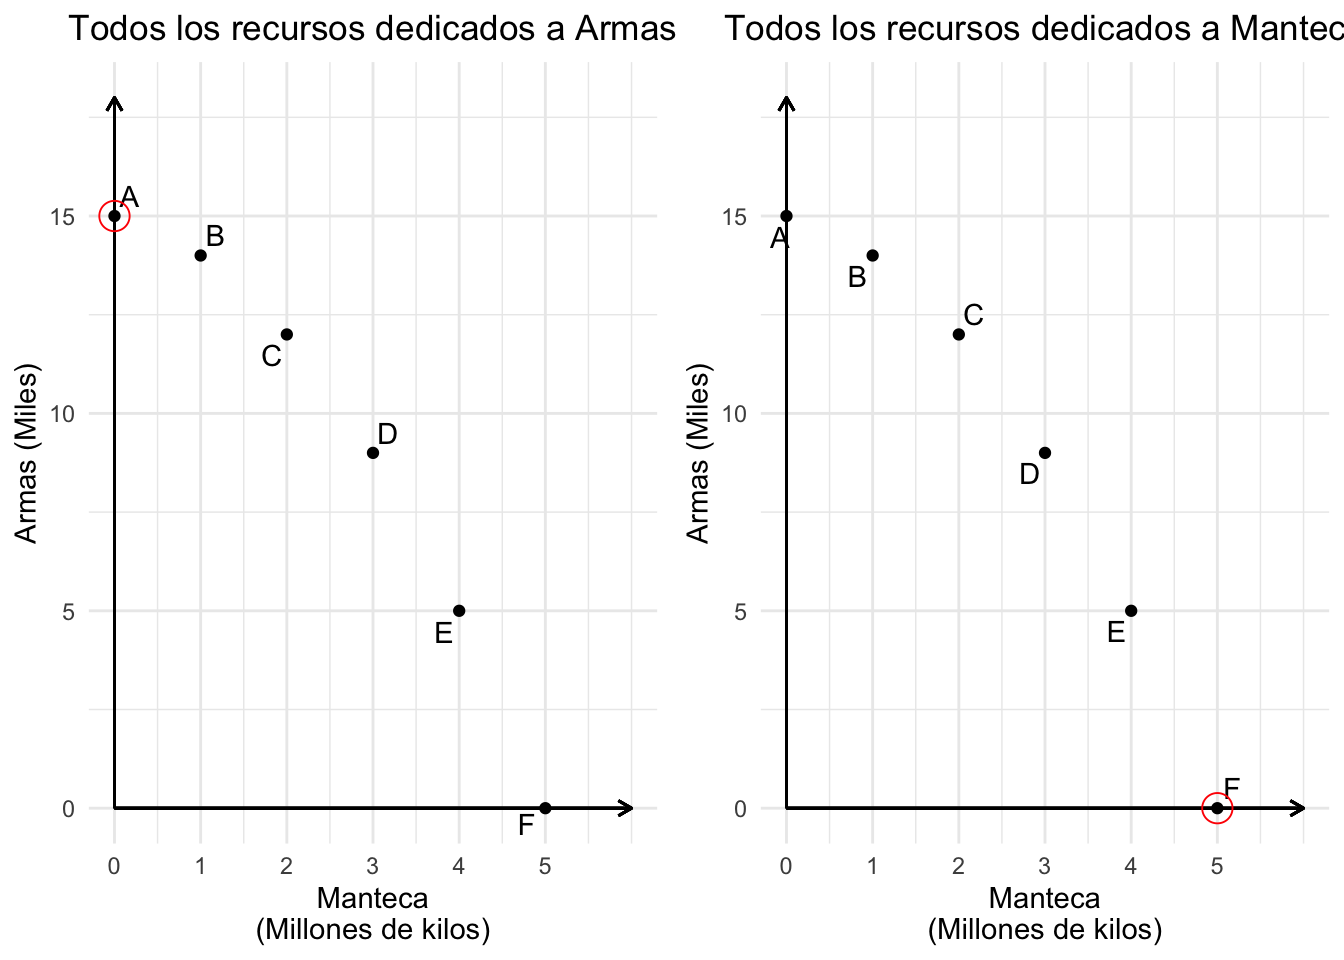 Todos los recursos dedicados a Armas
15
10
5
0
A
B
C
D
E
F
0 1 2 3 4 5
Armas (Miles)
Manteca
(Millones de kilos)
Todos los recursos dedicados a Mantec
15
10
5
0
A
B
C
D
E
F
0 1 2 3 4 5
Armas (Miles)
Manteca
(Millones de kilos)